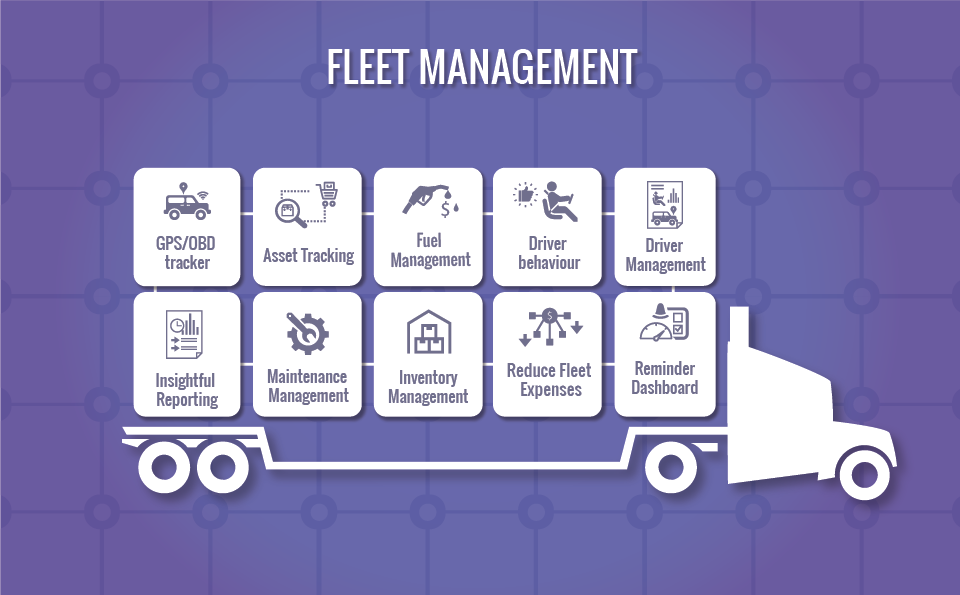 FLEET MANAGEMENT
GPS/OBD
tracker
Asset Tracking
Fuel
Management
Driver
behaviour
Driver
Management
Insightful
Reporting
Maintenance
Management
Inventory
Management
Reduce Fleet
Expenses
Reminder
Dashboard